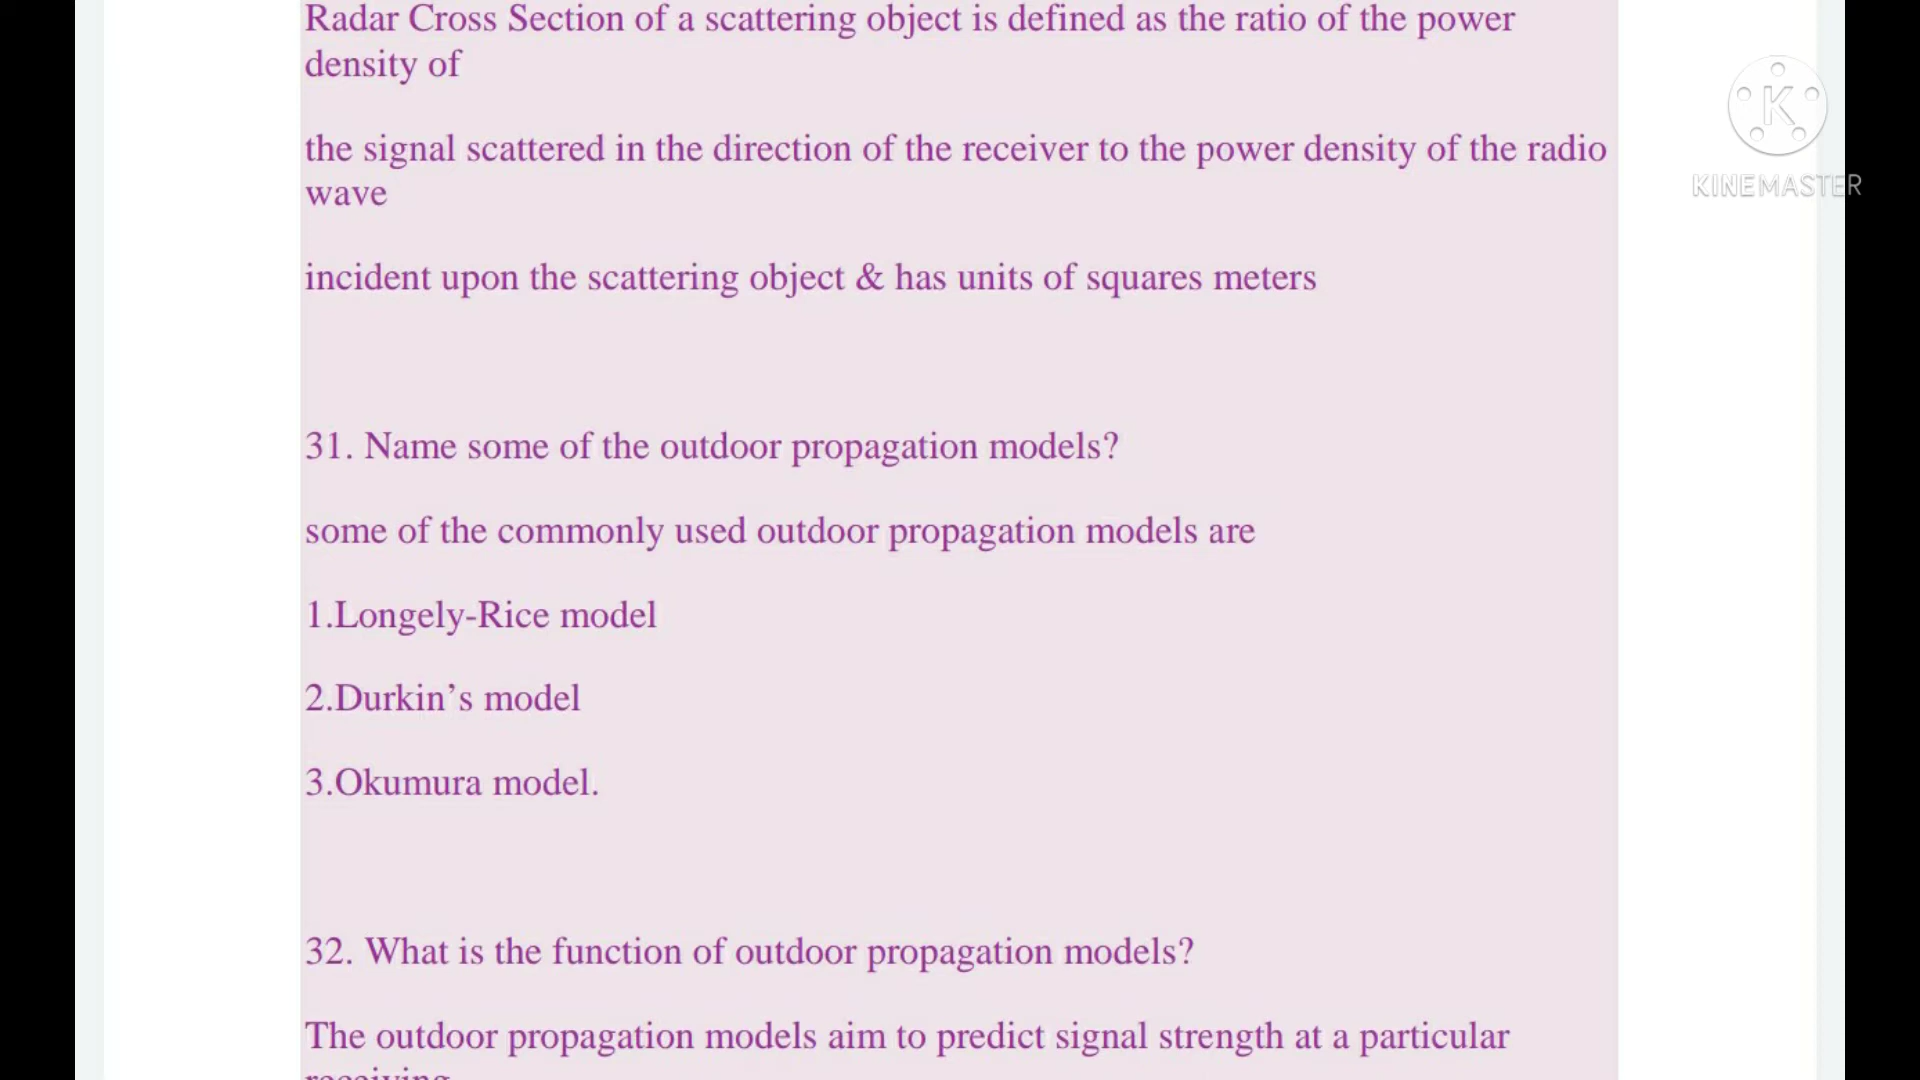 Radar Cross Section of a scattering object is defined as the ratio of the power
density of
the signal scattered in the direction of the receiver to the power density of the radio
wave
incident upon the scattering object & has units of squares meters
31. Name some of the outdoor propagation models?
some of the commonly used outdoor propagation models are
1.Longely-Rice model
2.Durkin’s model
3.Okumura model.
32. What is the function of outdoor propagation models?
The outdoor propagation models aim to predict signal strength at a particular
receiving
K
KINEMASTER